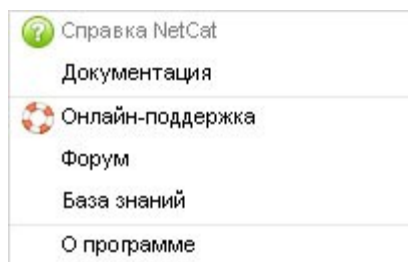 Справка NetCat
Документация
Онлайн-поддержка
Форум
База знаний
О программе